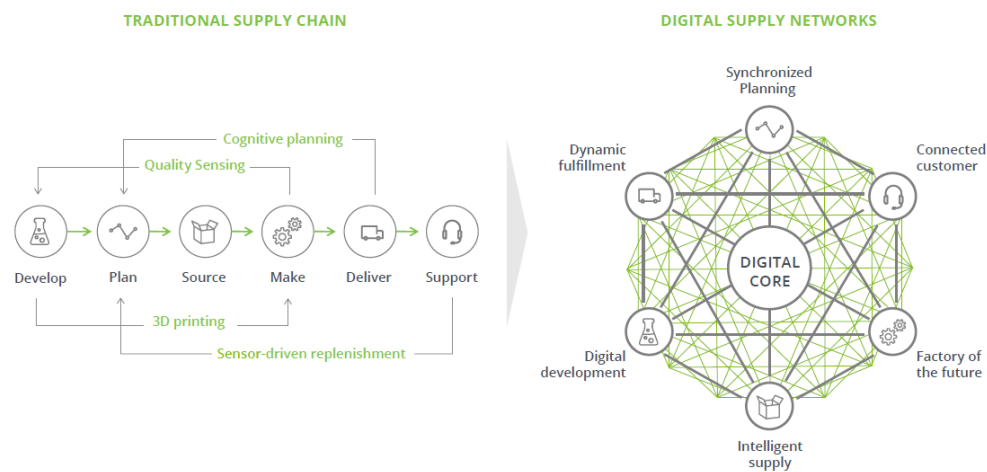 TRADITIONAL SUPPLY CHAIN
Cognitive planning
Quality Sensing
Develop
Plan
Source
Make
Deliver
Support
3D printing
Sensor-driven replenishment
DIGITAL SUPPLY NETWORKS
Synchronized
Planning
Dynamic
fulfillment
Connected
customer
DIGITAL
CORE
Digital
development
Factory of
the future
Intelligent
supply